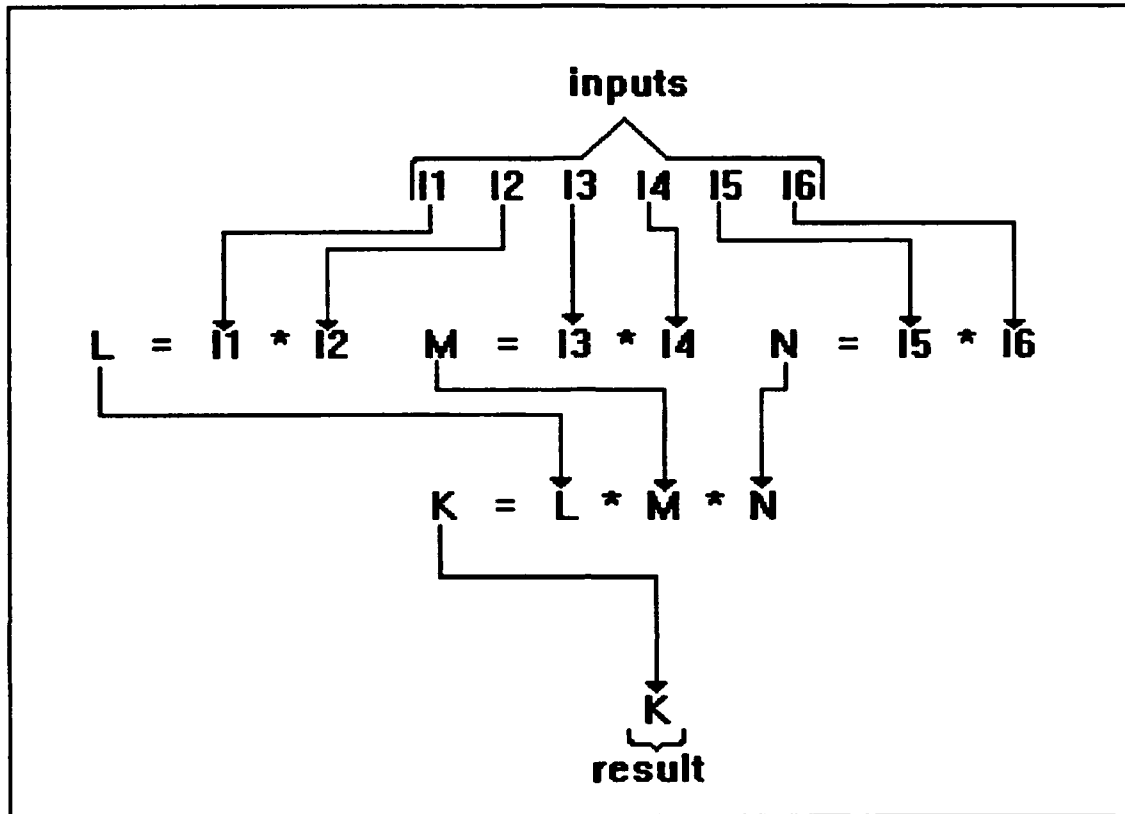 inputs
I1 I2 I3 I4 I5 I6
L = I1 * I2 M = I3 * I4 N = I5 * I6
K = L * M * N
K
result